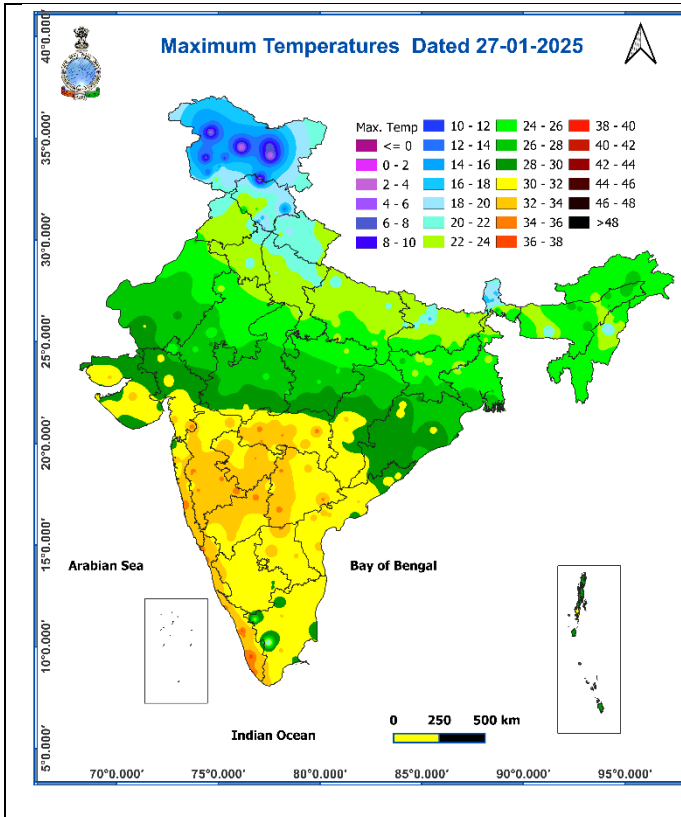 Maximum Temperatures Dated 27-01-2025
Max. Temp
<= 0
0 - 2
2 - 4
4 - 6
6 - 8
8 - 10
10 - 12
12 - 14
14 - 16
16 - 18
18 - 20
20 - 22
22 - 24
24 - 26
26 - 28
28 - 30
30 - 32
32 - 34
34 - 36
36 - 38
38 - 40
40 - 42
42 - 44
44 - 46
46 - 48
>48
40°0.000'
35°0.000'
30°0.000'
25°0.000'
20°0.000'
15°0.000'
10°0.000'
5°0.000'
Arabian Sea
Bay of Bengal
Indian Ocean
0 250 500 km
70°0.000' 75°0.000' 80°0.000' 85°0.000' 90°0.000' 95°0.000'